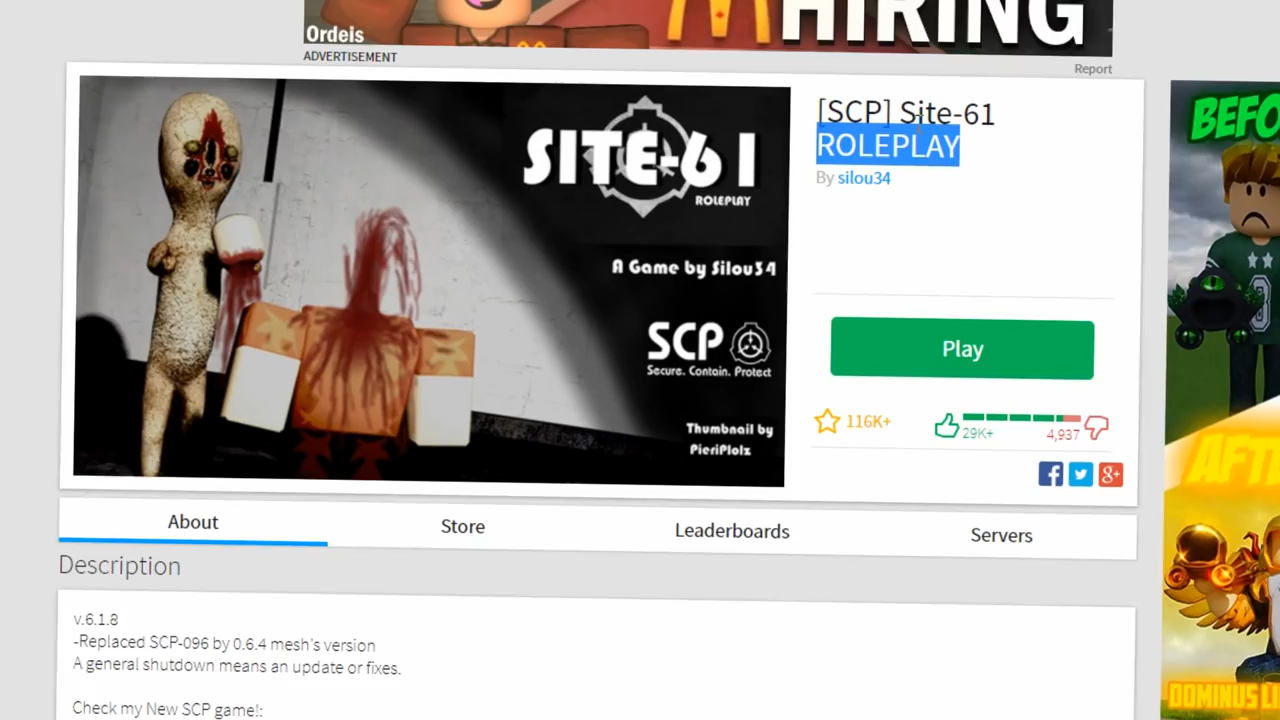 HIRING
Ordeis
ADVERTISEMENT
Report
SITE-61
ROLEPLAY
A Game by Silou34
SCP
Secure. Contain. Protect
Thumbnail by
PieriPlolz
[SCP] Site-61
ROLEPLAY
By silou34
Play
116K+
29K+
4,937
About
Store
Leaderboards
Servers
Description
v.6.1.8
-Replaced SCP-096 by 0.6.4 mesh's version
A general shutdown means an update or fixes.
Check my New SCP game!:
BEFO
AFT
DOMINUS LI